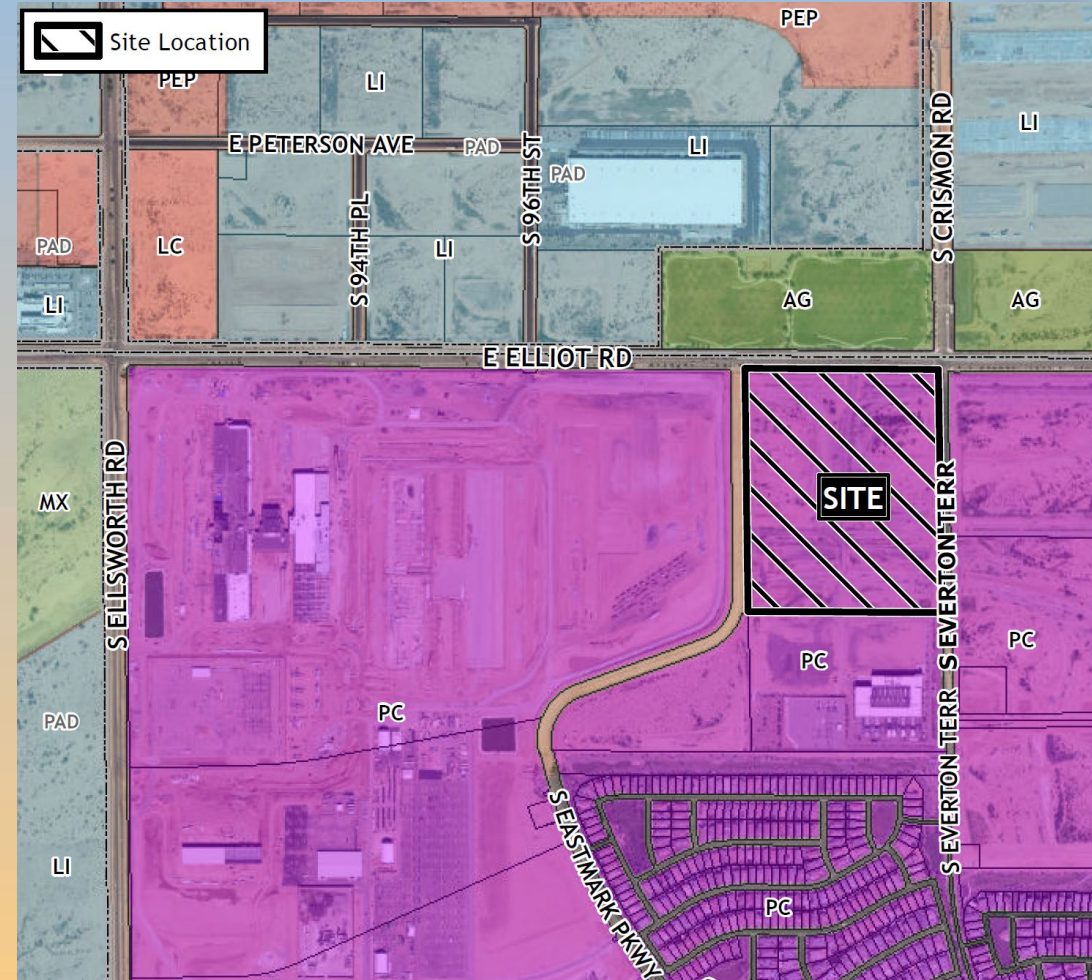 Site Location
PEP
PEP
LI
LI
E PETERSON AVE
PAD
LI
PAD
S 96TH ST
S CRISMON RD
PAD
LC
S 94TH PL
LI
LI
AG
AG
E ELLIOT RD
MX
S ELLSWORTH RD
SITE
S EVERTON TERR
PC
PC
PC
PAD
S EVERTON TERR
S EASTMARK PKWY
LI
PC